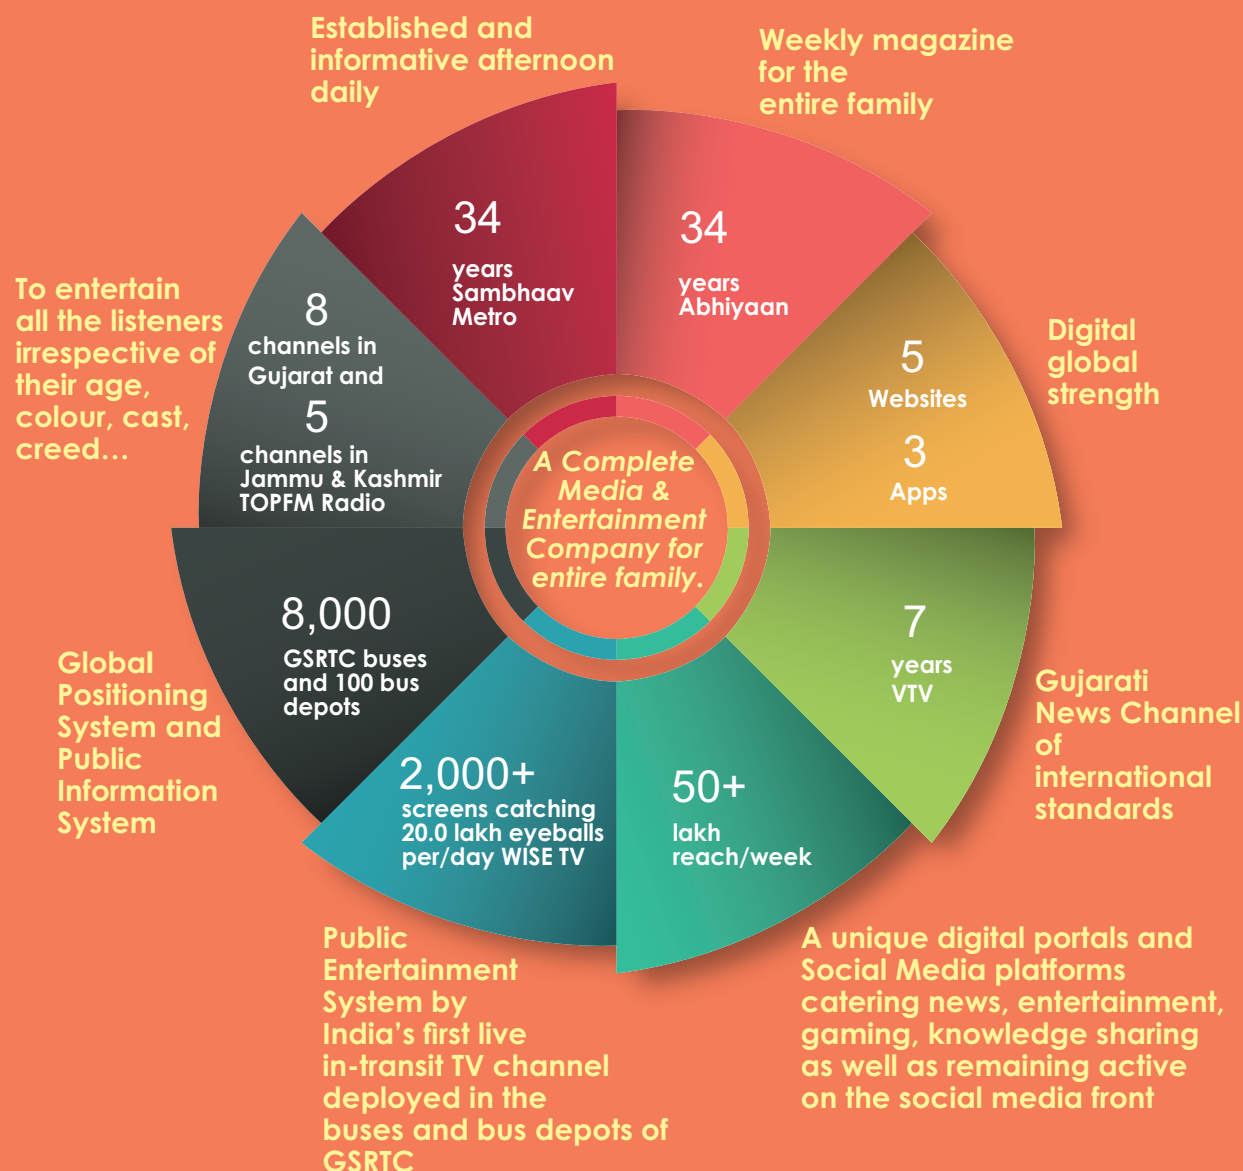 Established and
informative afternoon
daily
Weekly magazine
for the
entire family
34
years
Sambhaav
Metro
34
years
Abhiyaan
To entertain
all the listeners
irrespective of
their age,
colour, cast,
creed...
8
channels in
Gujarat and
5
channels in
Jammu & Kashmir
TOPFM Radio
5
Websites
3
Apps
Digital
global
strength
A Complete
Media &
Entertainment
Company for
entire family.
8,000
GSRTC buses
and 100 bus
depots
Global
Positioning
System and
Public
Information
System
7
years
VTV
Gujarati
News Channel
of
international
standards
2,000+
screens catching
20.0 lakh eyeballs
per/day WISE TV
50+
lakh
reach/week
Public
Entertainment
System by
India’s first live
in-transit TV channel
deployed in the
buses and bus depots of
GSRTC
A unique digital portals and
Social Media platforms
catering news, entertainment,
gaming, knowledge sharing
as well as remaining active
on the social media front